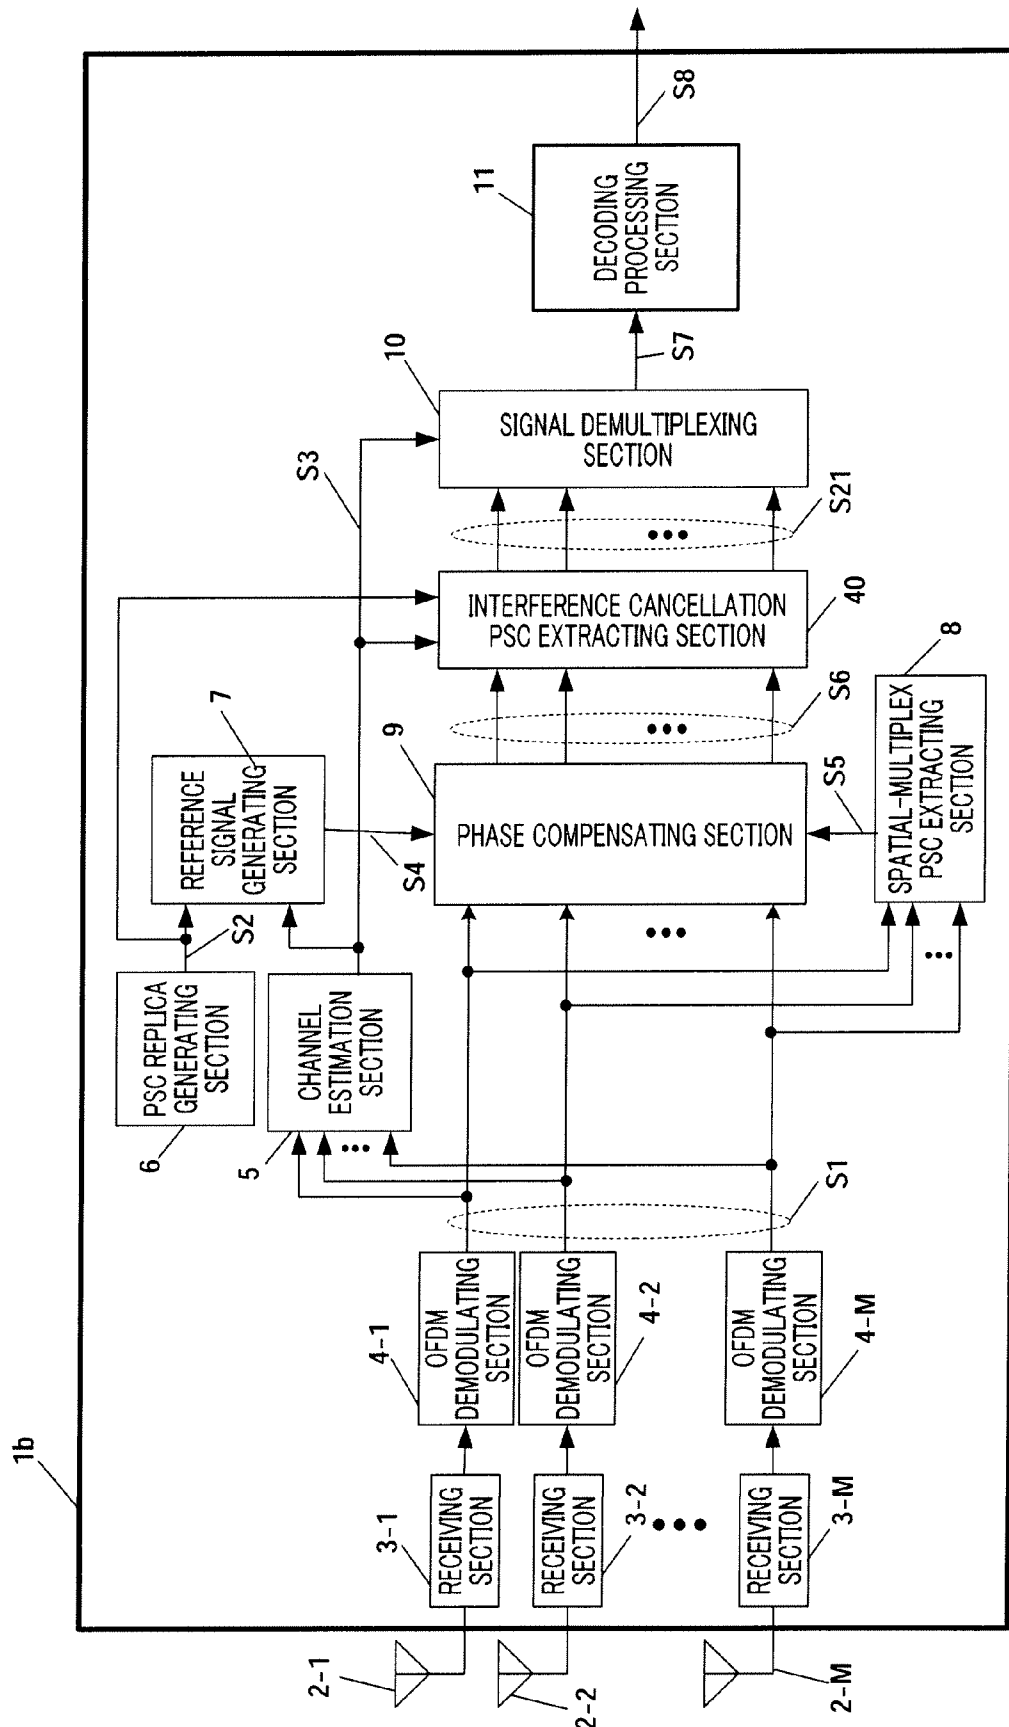 1b
2-1
2-2
2-M
3-1
RECEIVING
SECTION
RECEIVING
SECTION
3-2
RECEIVING
SECTION
3-M
4-1
OFDM
DEMODULATING
SECTION
OFDM
DEMODULATING
SECTION
4-2
OFDM
DEMODULATING
SECTION
4-M
S1
6
PSC REPLICA
GENERATING
SECTION
5
CHANNEL
ESTIMATION
SECTION
S2
7
REFERENCE
SIGNAL
GENERATING
SECTION
S4
9
PHASE COMPENSATING SECTION
S5
8
SPATIAL-MULTIPLEX
PSC EXTRACTING
SECTION
S6
S3
INTERFERENCE CANCELLATION
PSC EXTRACTING SECTION
40
S21
10
SIGNAL DEMULTIPLEXING
SECTION
S7
11
DECODING
PROCESSING
SECTION
S8